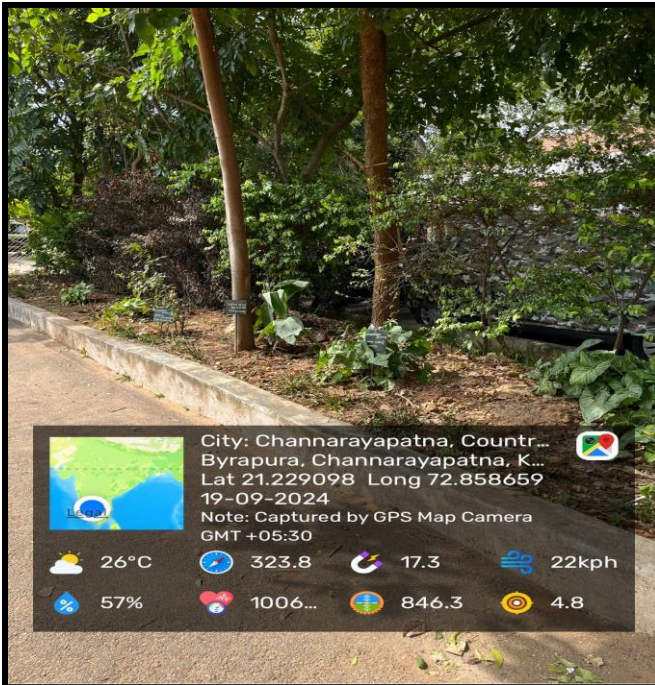 City: Channarayapatna, Countr...
Byrapura, Channarayapatna, K...
Lat 21.229098 Long 72.858659
19-09-2024
Note: Captured by GPS Map Camera
GMT +05:30
Legal
26°C 323.8 17.3 22kph
57% 1006... 846.3 4.8